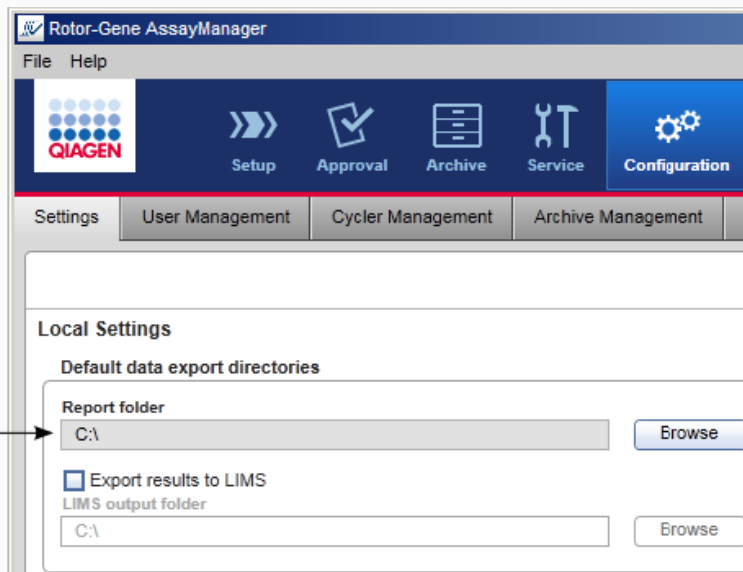 Rotor-Gene AssayManager
File Help
QIAGEN
Setup Approval Archive Service Configuration
Settings User Management Cycler Management Archive Management
Local Settings
Default data export directories
Report folder
C:\ Browse
Export results to LIMS
LIMS output folder
C:\ Browse